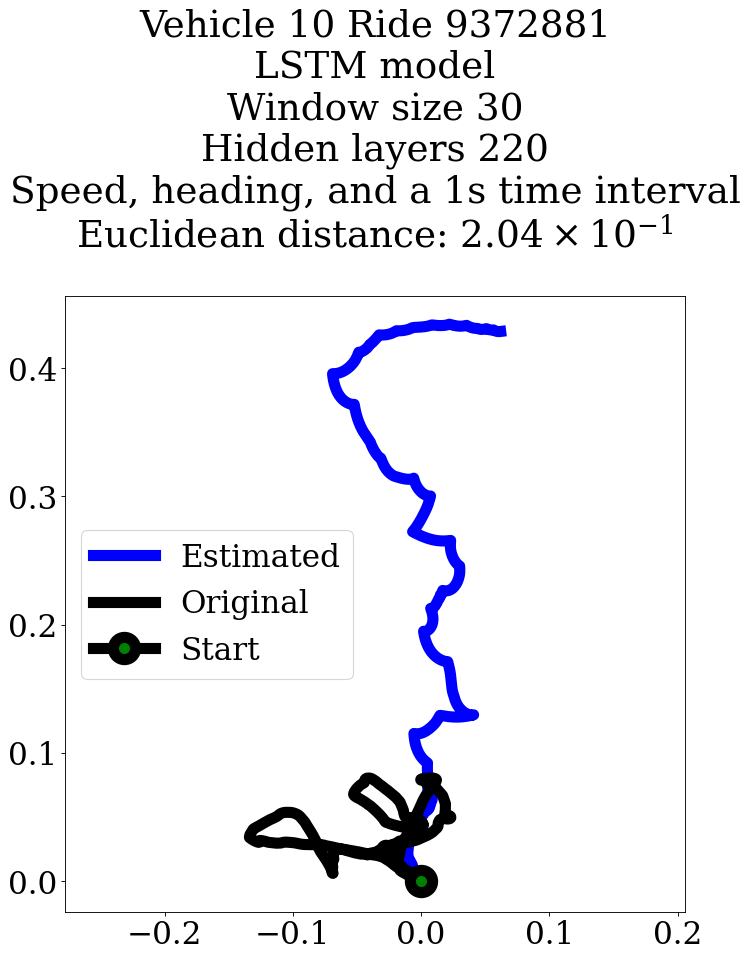 Vehicle 10 Ride 9372881
LSTM model
Window size 30
Hidden layers 220
Speed, heading, and a 1s time interval
Euclidean distance: 2.04 × 10⁻¹
0.4
0.3
Estimated
Original
Start
0.2
0.1
0.0
−0.2 −0.1 0.0 0.1 0.2